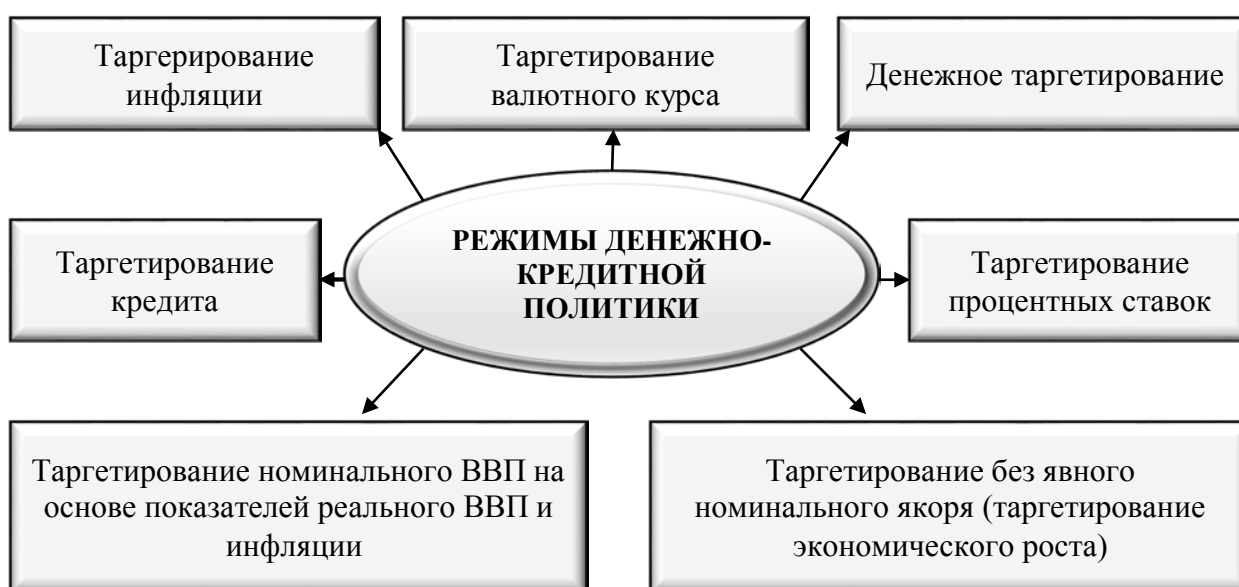 Таргерирование
инфляции
Таргетирование
валютного курса
Денежное таргетирование
Таргетирование
кредита
РЕЖИМЫ ДЕНЕЖНО-
КРЕДИТНОЙ
ПОЛИТИКИ
Таргетирование
процентных ставок
Таргетирование номинального ВВП на
основе показателей реального ВВП и
инфляции
Таргетирование без явного
номинального якоря (таргетирование
экономического роста)